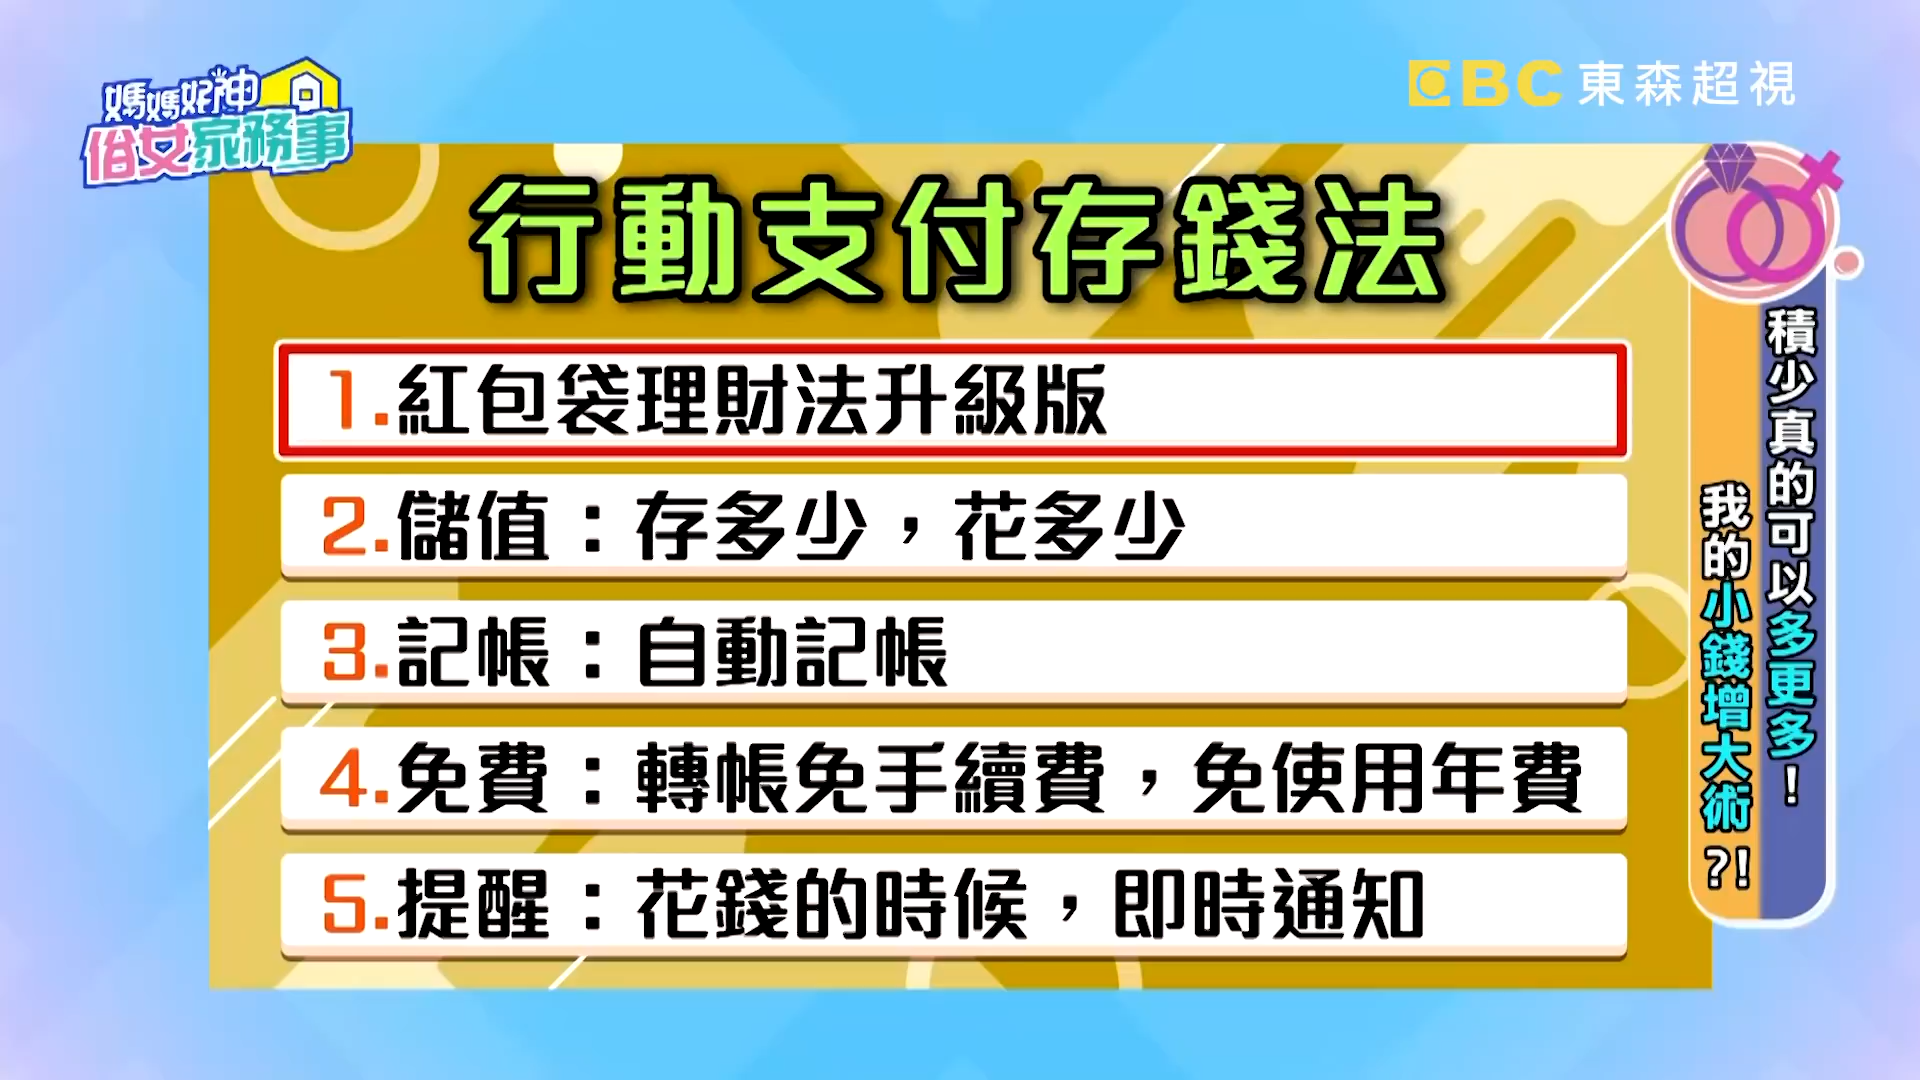 媽媽好神
俗女家務事
EBC 東森超視
行動支付存錢法
1.紅包袋理財法升級版
2.儲值：存多少，花多少
3.記帳：自動記帳
4.免費：轉帳免手續費，免使用年費
5.提醒：花錢的時候，即時通知
積少真的可以多更多！
我的小錢增大術?!